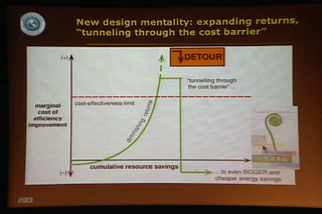 New design mentality: expanding returns,
"tunneling through the cost barrier"
DETOUR
(+)
"tunneling through
the cost barrier"...
cost-effectiveness limit
marginal
cost of
efficiency
improvement
diminishing returns
cumulative resource savings
(–)
...to even BIGGER and
cheaper energy savings